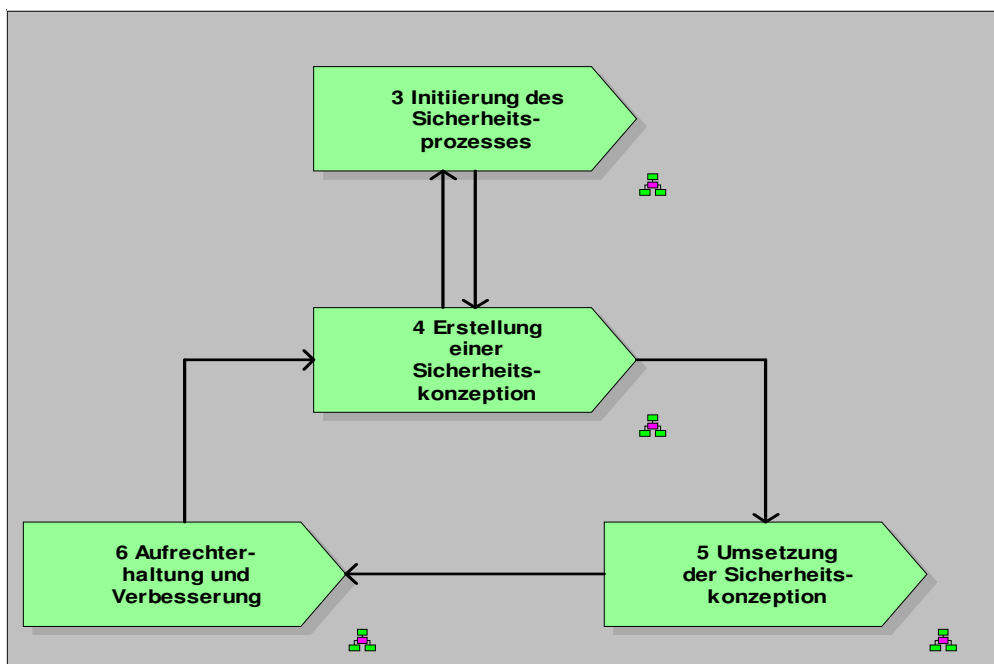 3 Initiierung des
Sicherheits-
prozesses
4 Erstellung
einer
Sicherheits-
konzeption
6 Aufrechter-
haltung und
Verbesserung
5 Umsetzung
der Sicherheits-
konzeption